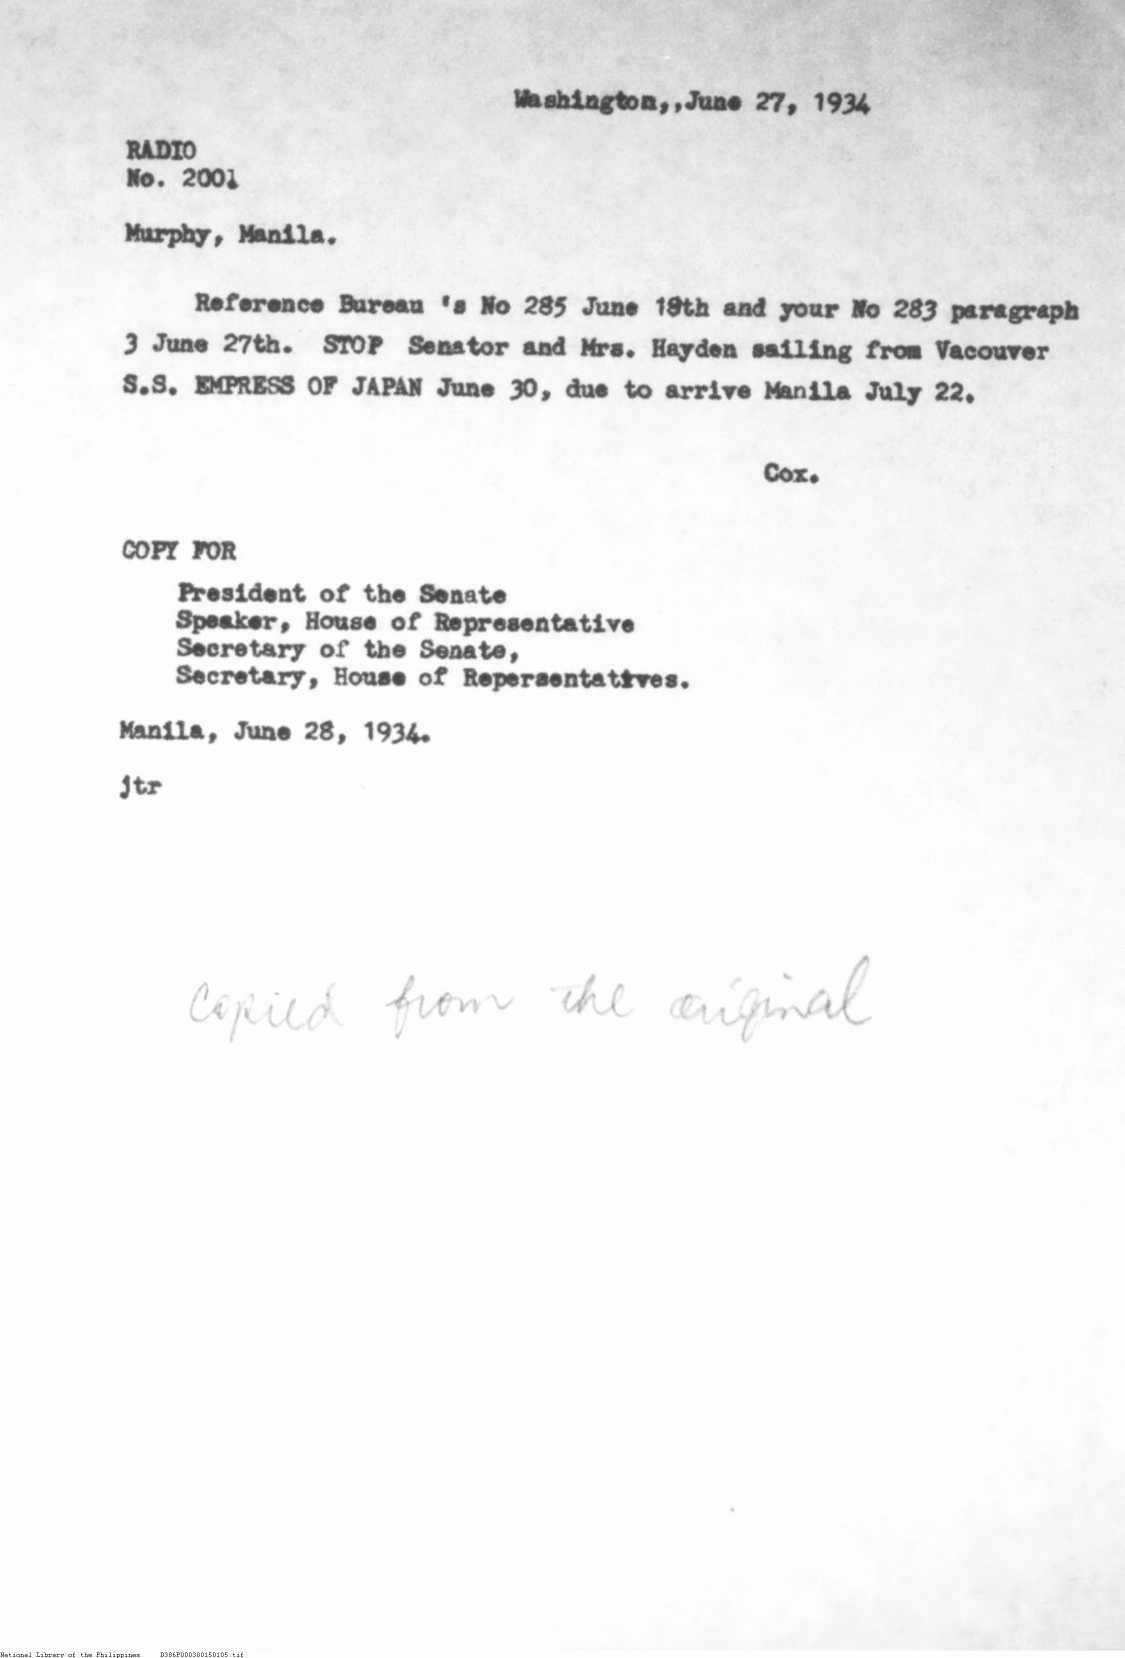 Washington,,June 27, 1934
RADIO
No. 2001
Murphy, Manila.
Reference Bureau 's No 285 June 18th and your No 283 paragraph
3 June 27th. STOP Senator and Mrs. Hayden sailing from Vacouver
S.S. EMPRESS OF JAPAN June 30, due to arrive Manila July 22.
Cox.
COPY FOR
President of the Senate
Speaker, House of Representative
Secretary of the Senate,
Secretary, House of Repersentatives.
Manila, June 28, 1934.
jtr
Copied from the original
National Library of the Philippines D386P000380150105.tif